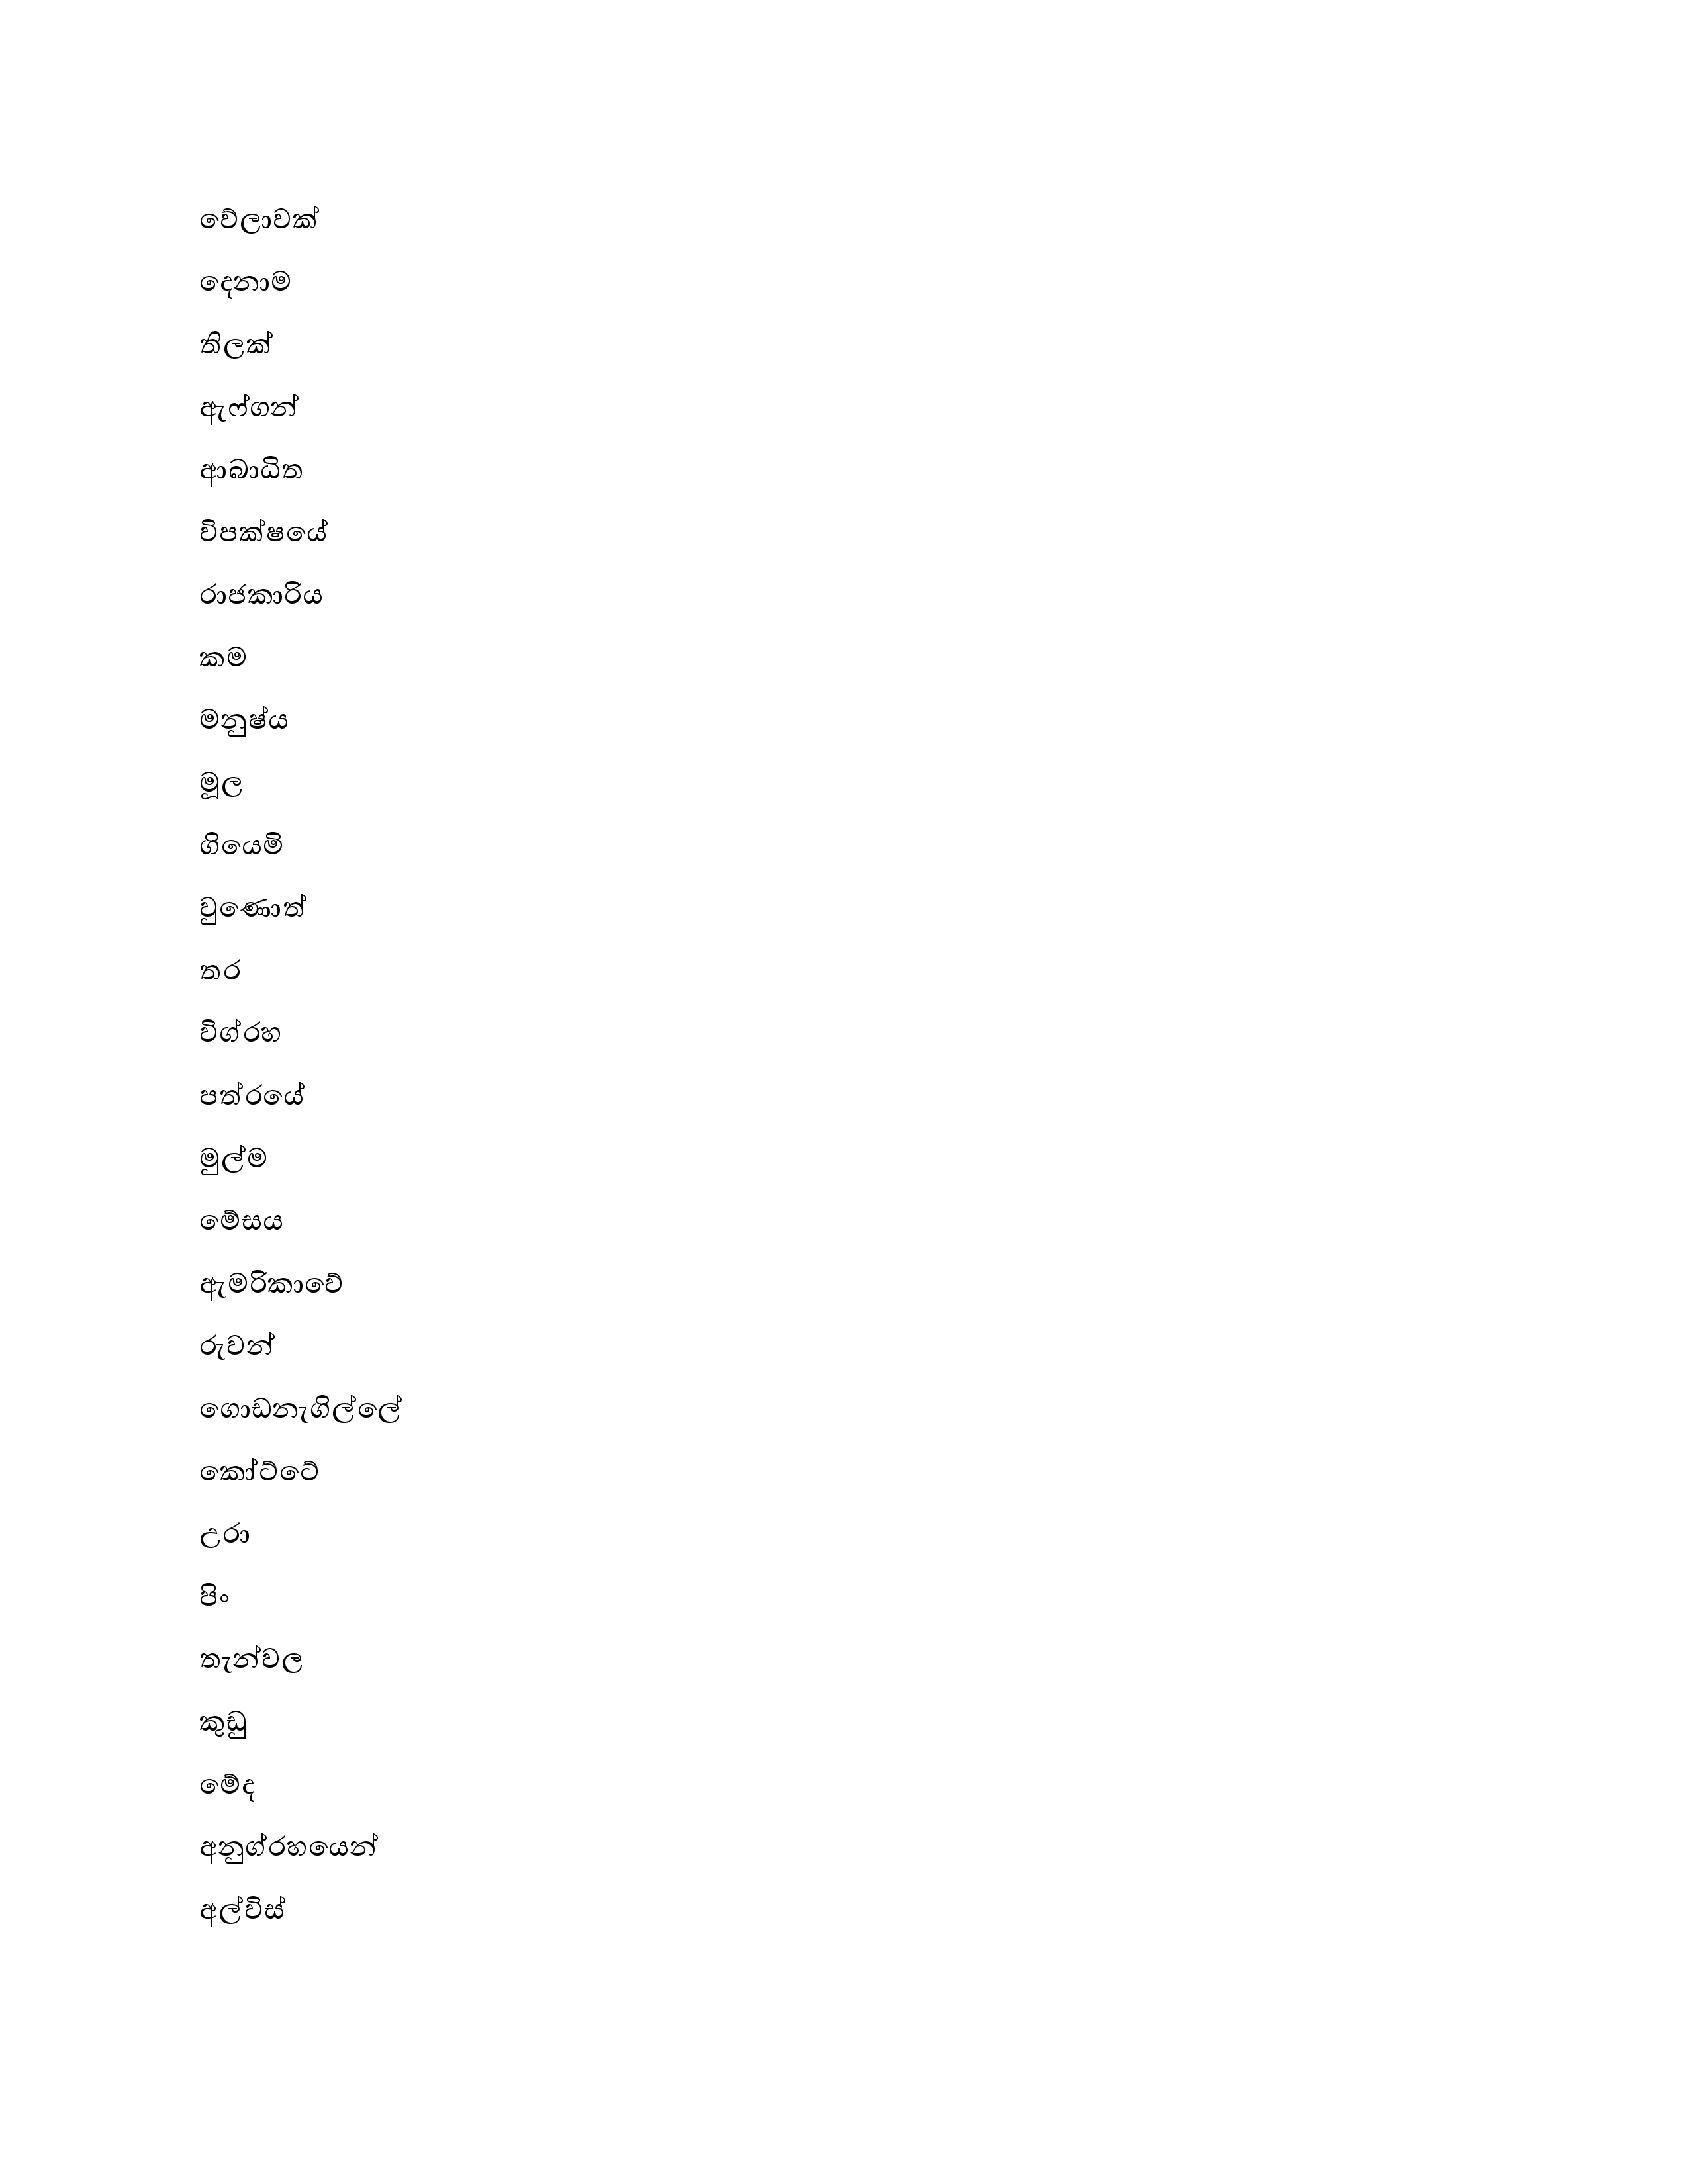 වේලාවක්
දෙනාම
තිලක්
ඇෆ්ගන්
ආබාධිත
විපක්ෂයේ
රාජකාරිය
කම
මනුෂ්ය
මූල
ගියෙමි
වුණොත්
තර
විග්රහ
පත්රයේ
මුල්ම
මේසය
ඇමරිකාවේ
රුවන්
ගොඩනැගිල්ලේ
කෝට්ටේ
උරා
පිං
තැන්වල
කුඩු
මේද
අනුග්රහයෙන්
අල්විස්